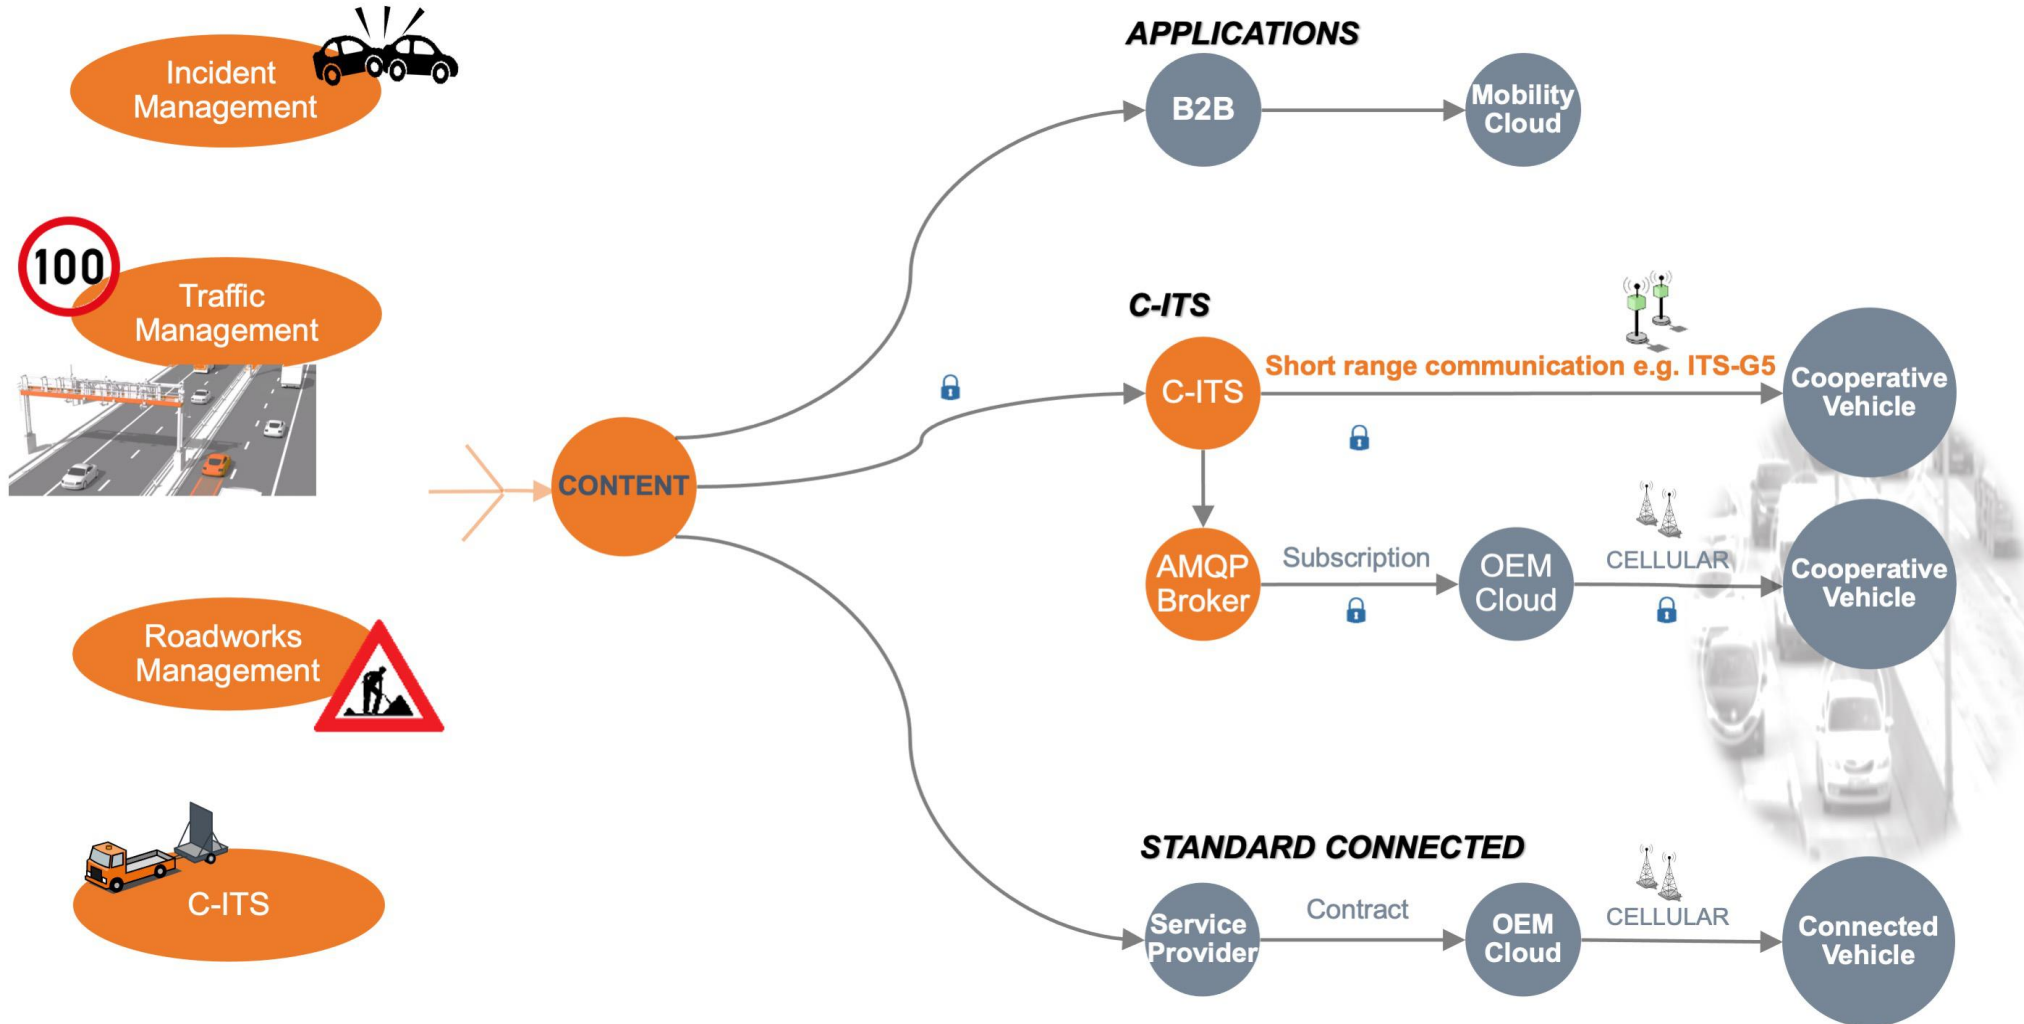 Incident
Management
100
Traffic
Management
Roadworks
Management
C-ITS
CONTENT
APPLICATIONS
B2B
Mobility
Cloud
C-ITS
C-ITS
Short range communication e.g. ITS-G5
Cooperative
Vehicle
AMQP
Broker
Subscription
OEM
Cloud
CELLULAR
Cooperative
Vehicle
STANDARD CONNECTED
Service
Provider
Contract
OEM
Cloud
CELLULAR
Connected
Vehicle